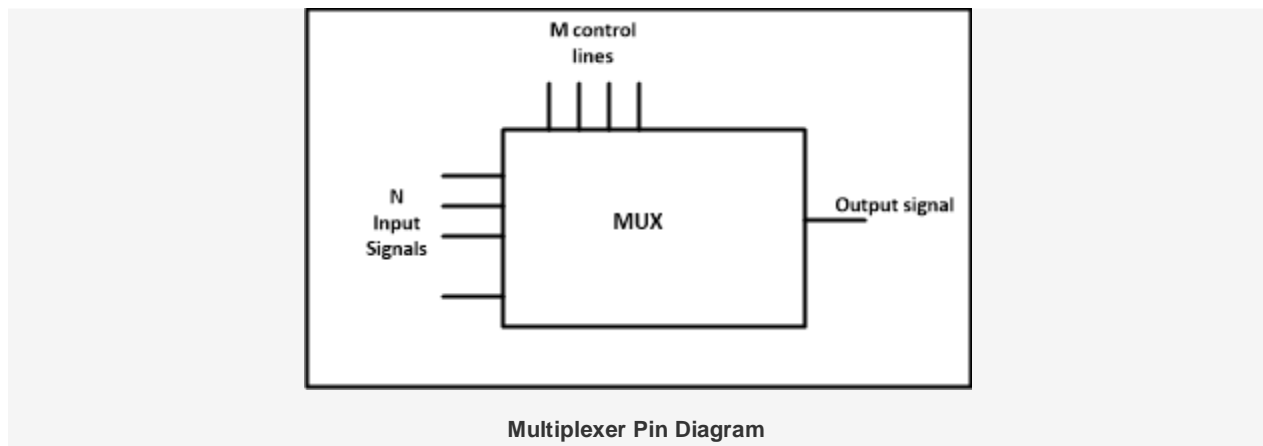 M control
lines
N
Input
Signals
MUX
Output signal
Multiplexer Pin Diagram